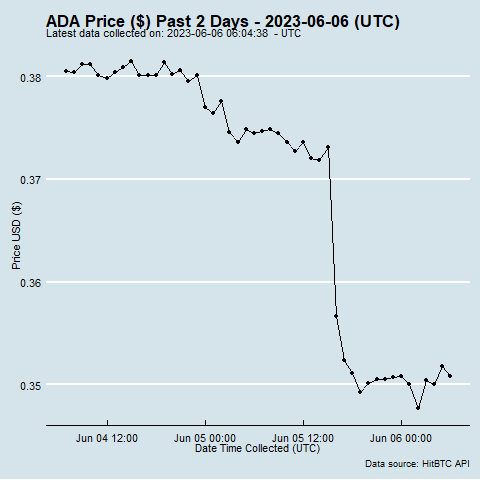 ADA Price ($) Past 2 Days - 2023-06-06 (UTC)
Latest data collected on: 2023-06-06 06:04:38 - UTC
Price USD ($)
0.38
0.37
0.36
0.35
Jun 04 12:00
Jun 05 00:00
Jun 05 12:00
Jun 06 00:00
Date Time Collected (UTC)
Data source: HitBTC API